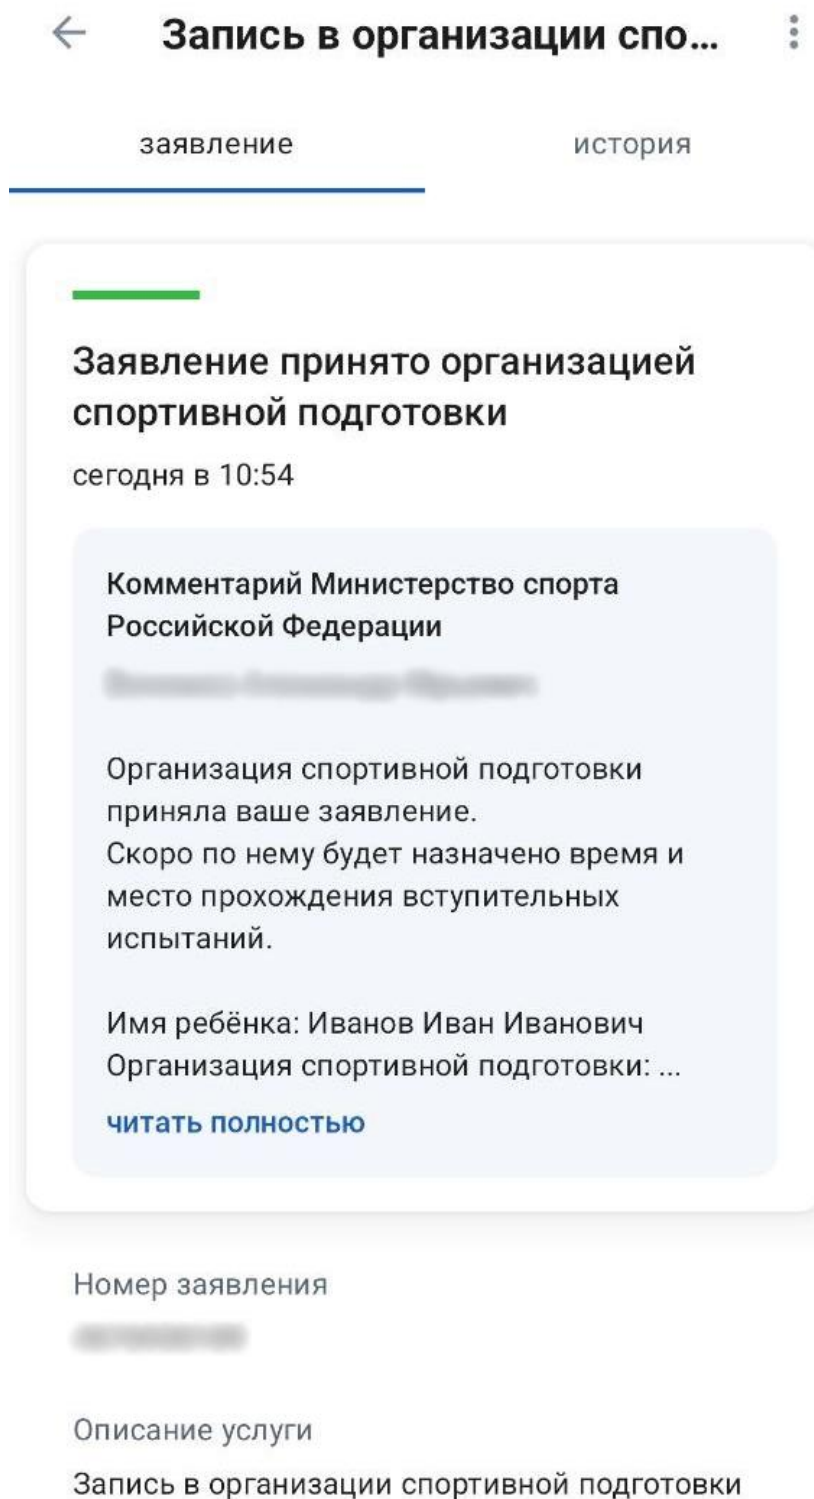 Запись в организации спо...
заявление
история
Заявление принято организацией
спортивной подготовки
сегодня в 10:54
Комментарий Министерство спорта
Российской Федерации
Организация спортивной подготовки
приняла ваше заявление.
Скоро по нему будет назначено время и
место прохождения вступительных
испытаний.
Имя ребёнка: Иванов Иван Иванович
Организация спортивной подготовки: ...
читать полностью
Номер заявления
Описание услуги
Запись в организации спортивной подготовки